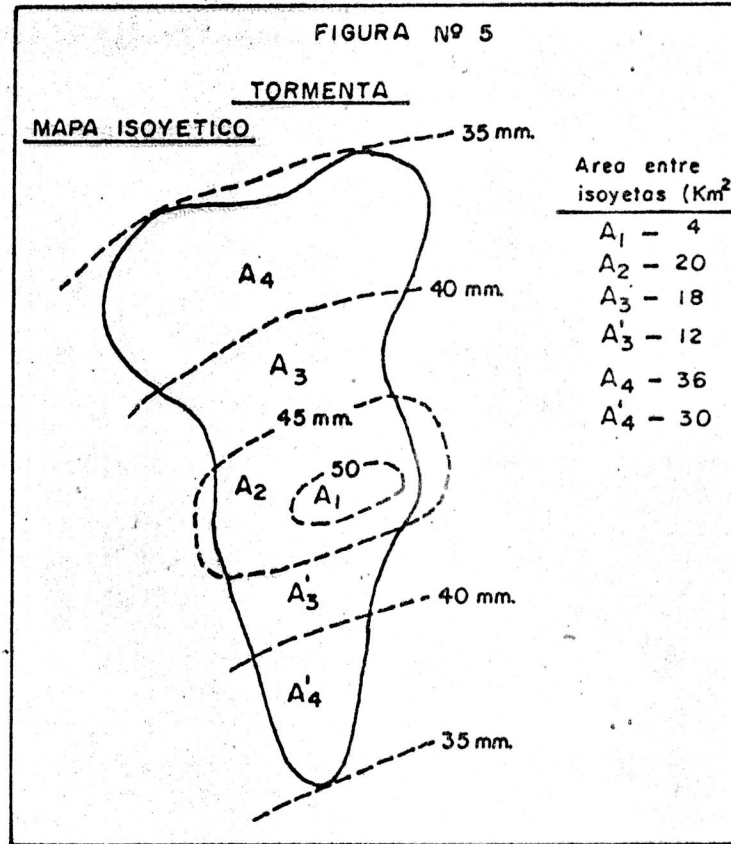 FIGURA Nº 5
TORMENTA
MAPA ISOYETICO
35 mm.
Area entre
isoyetas (Km²
A₁ - 4
A₂ - 20
A₃ - 18
A'₃ - 12
A₄ - 36
A'₄ - 30
A₄
40 mm.
A₃
45 mm.
50
A₂
A₁
A'₃
40 mm.
A'₄
35 mm.